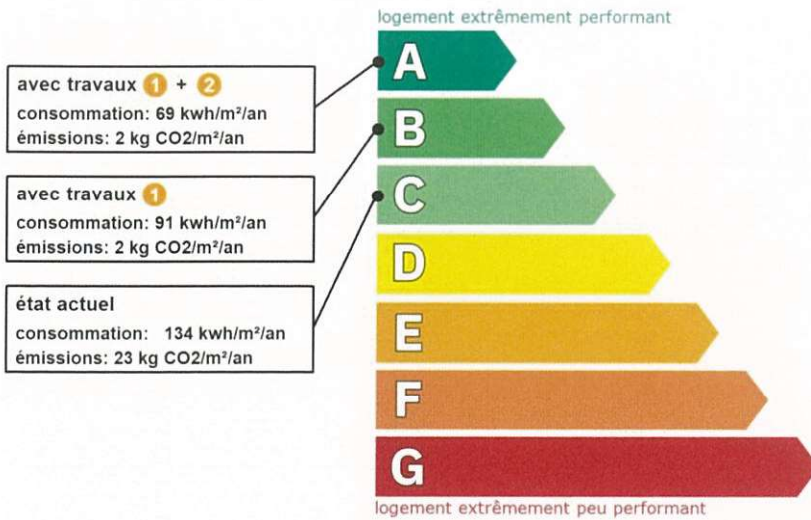 logement extrêmement performant
avec travaux 1 + 2
consommation: 69 kwh/m²/an
émissions: 2 kg CO2/m²/an
avec travaux 1
consommation: 91 kwh/m²/an
émissions: 2 kg CO2/m²/an
état actuel
consommation: 134 kwh/m²/an
émissions: 23 kg CO2/m²/an
A
B
C
D
E
F
G
logement extrêmement peu performant